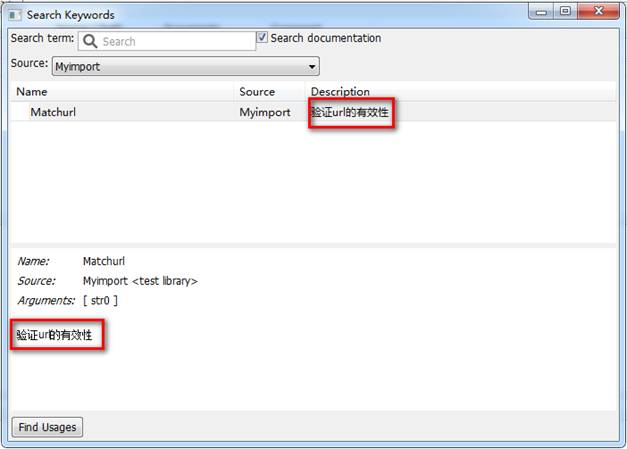 Search Keywords
Search term: Search Search documentation
Source: Myimport
Name Source Description
Matchurl Myimport 验证url的有效性
Name: Matchurl
Source: Myimport <test library>
Arguments: [ str0 ]
验证url的有效性
Find Usages